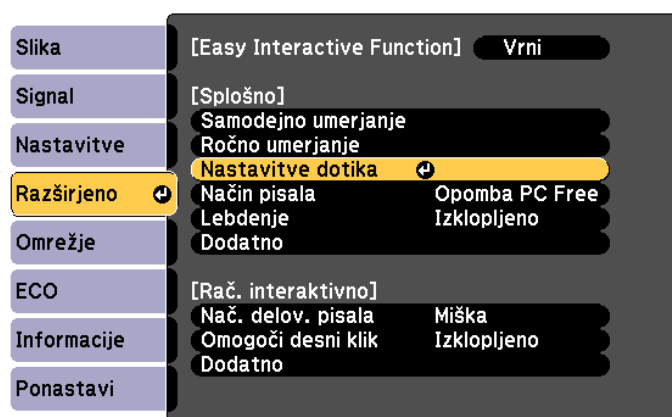 Slika
Signal
Nastavitve
Razširjeno
Omrežje
ECO
Informacije
Ponastavi
[Easy Interactive Function] Vrni
[Splošno]
Samodejno umerjanje
Ročno umerjanje
Nastavitve dotika
Način pisala Opomba PC Free
Lebdenje Izklopljeno
Dodatno
[Rač. interaktivno]
Nač. delov. pisala Miška
Omogoči desni klik Izklopljeno
Dodatno